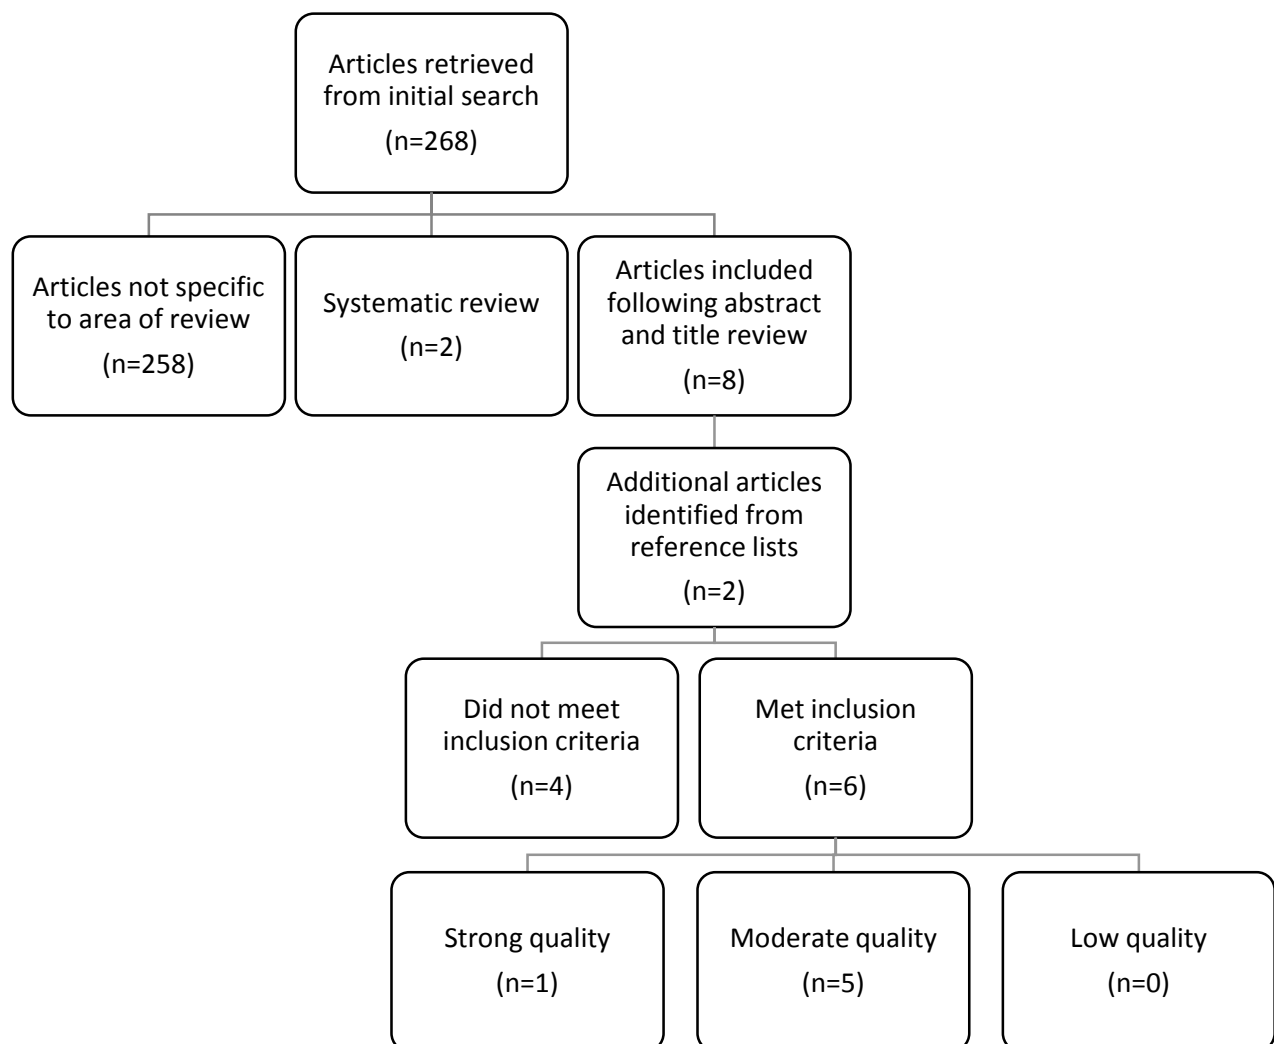 Articles retrieved
from initial search
(n=268)
Articles not specific
to area of review
(n=258)
Systematic review
(n=2)
Articles included
following abstract
and title review
(n=8)
Additional articles
identified from
reference lists
(n=2)
Did not meet
inclusion criteria
(n=4)
Met inclusion
criteria
(n=6)
Strong quality
(n=1)
Moderate quality
(n=5)
Low quality
(n=0)